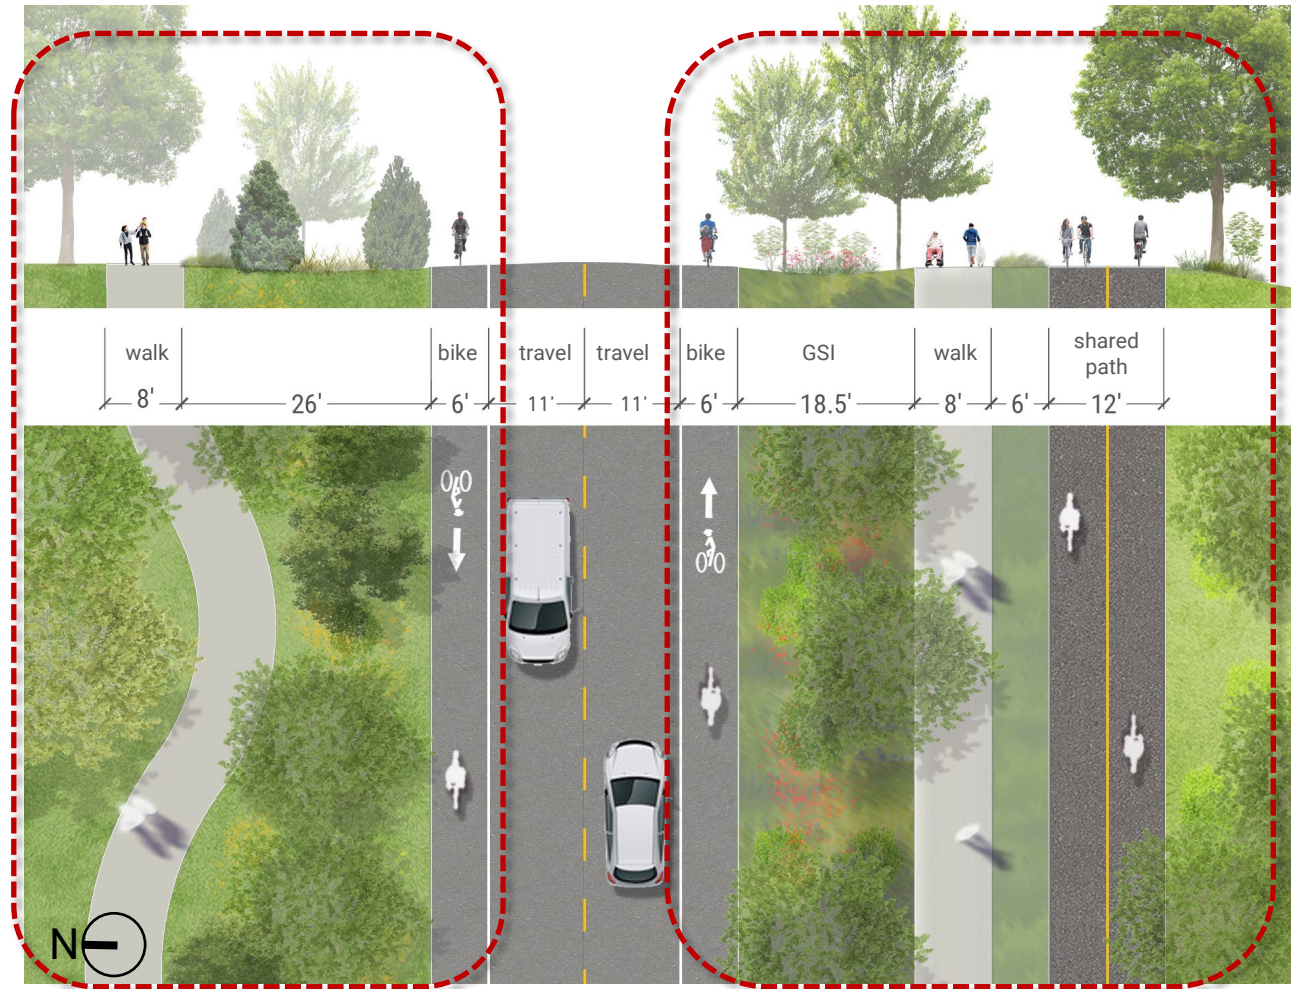 walk
bike
travel
travel
bike
GSI
walk
shared
path
8'
26'
6'
11'
11'
6'
18.5'
8'
6'
12'
N